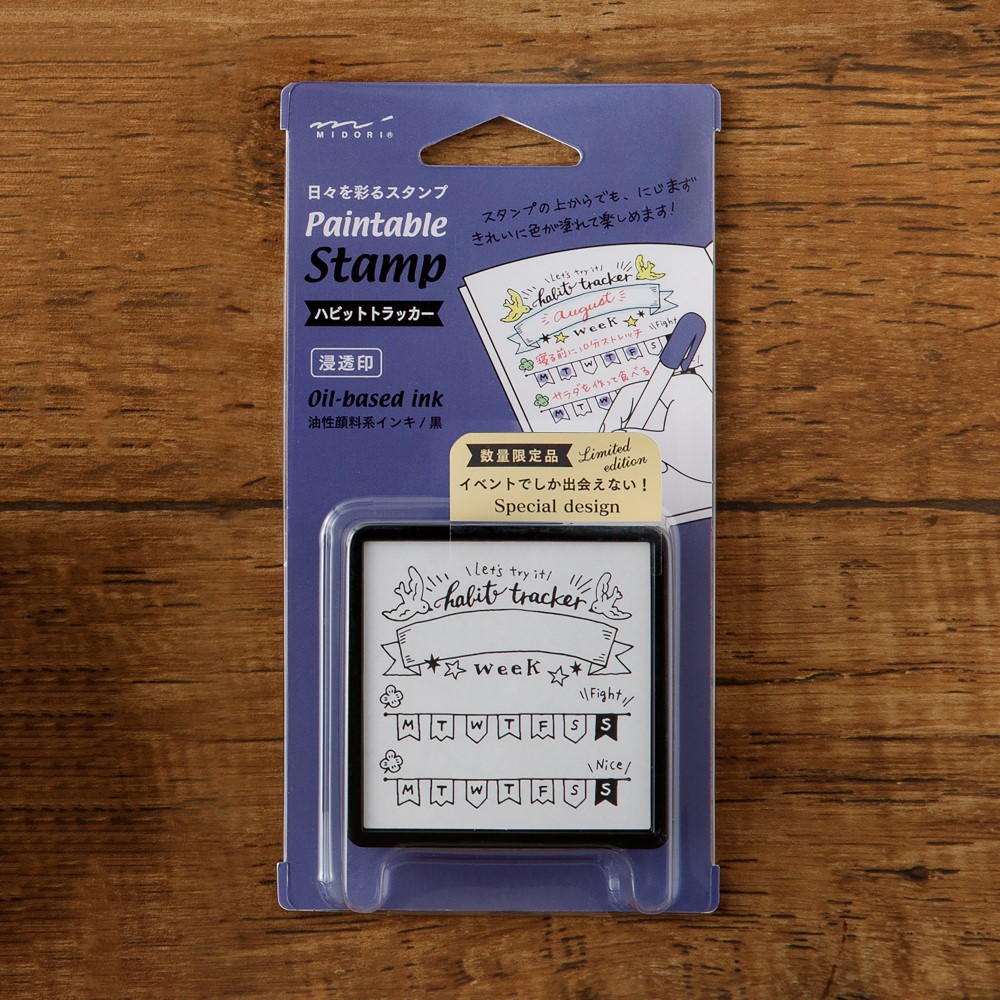 MIDORI®
日々を彩るスタンプ
Paintable
Stamp
ハビットトラッカー
浸透印
Oil-based ink
油性顔料系インキ / 黒
スタンプの上からでも、にじまず
きれいに色が塗れて楽しめます!
Let's try it!
habit tracker
August
week
Fight
寝る前に10分ストレッチ
M T W T F S
サラダを作って食べる
M T W
数量限定品
Limited
edition
イベントでしか出会えない!
Special design
Let's try it!
habit tracker
week
Fight
M T W T F S S
Nice
M T W T F S S